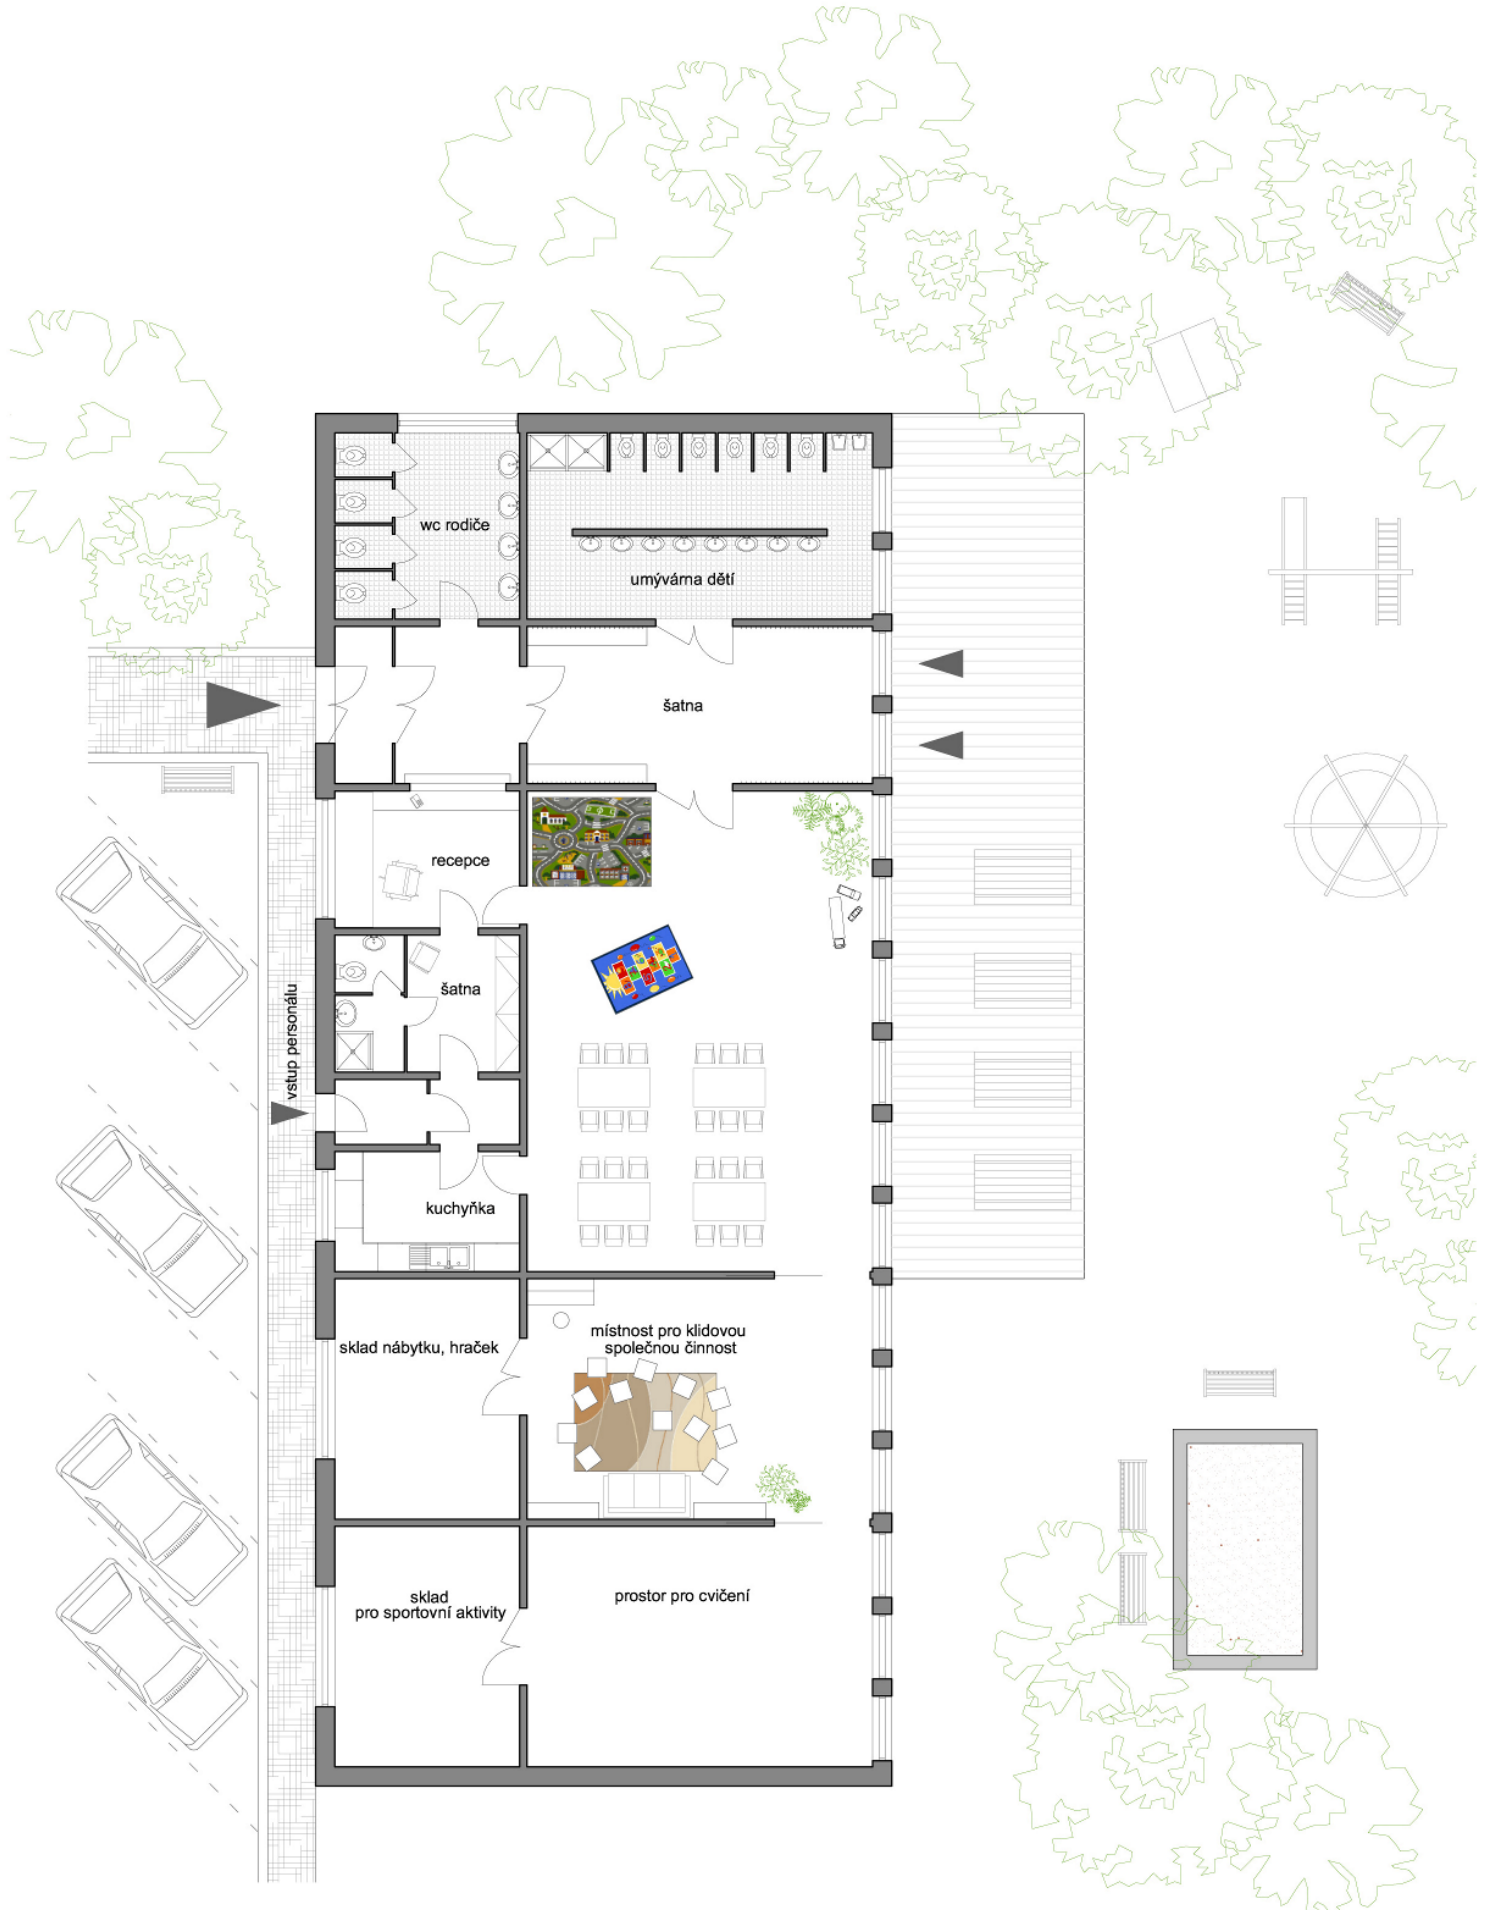 wc rodiče
umývárna dětí
šatna
recepce
šatna
vstup personálu
kuchyňka
sklad nábytku, hraček
místnost pro klidovou
společnou činnost
sklad
pro sportovní aktivity
prostor pro cvičení